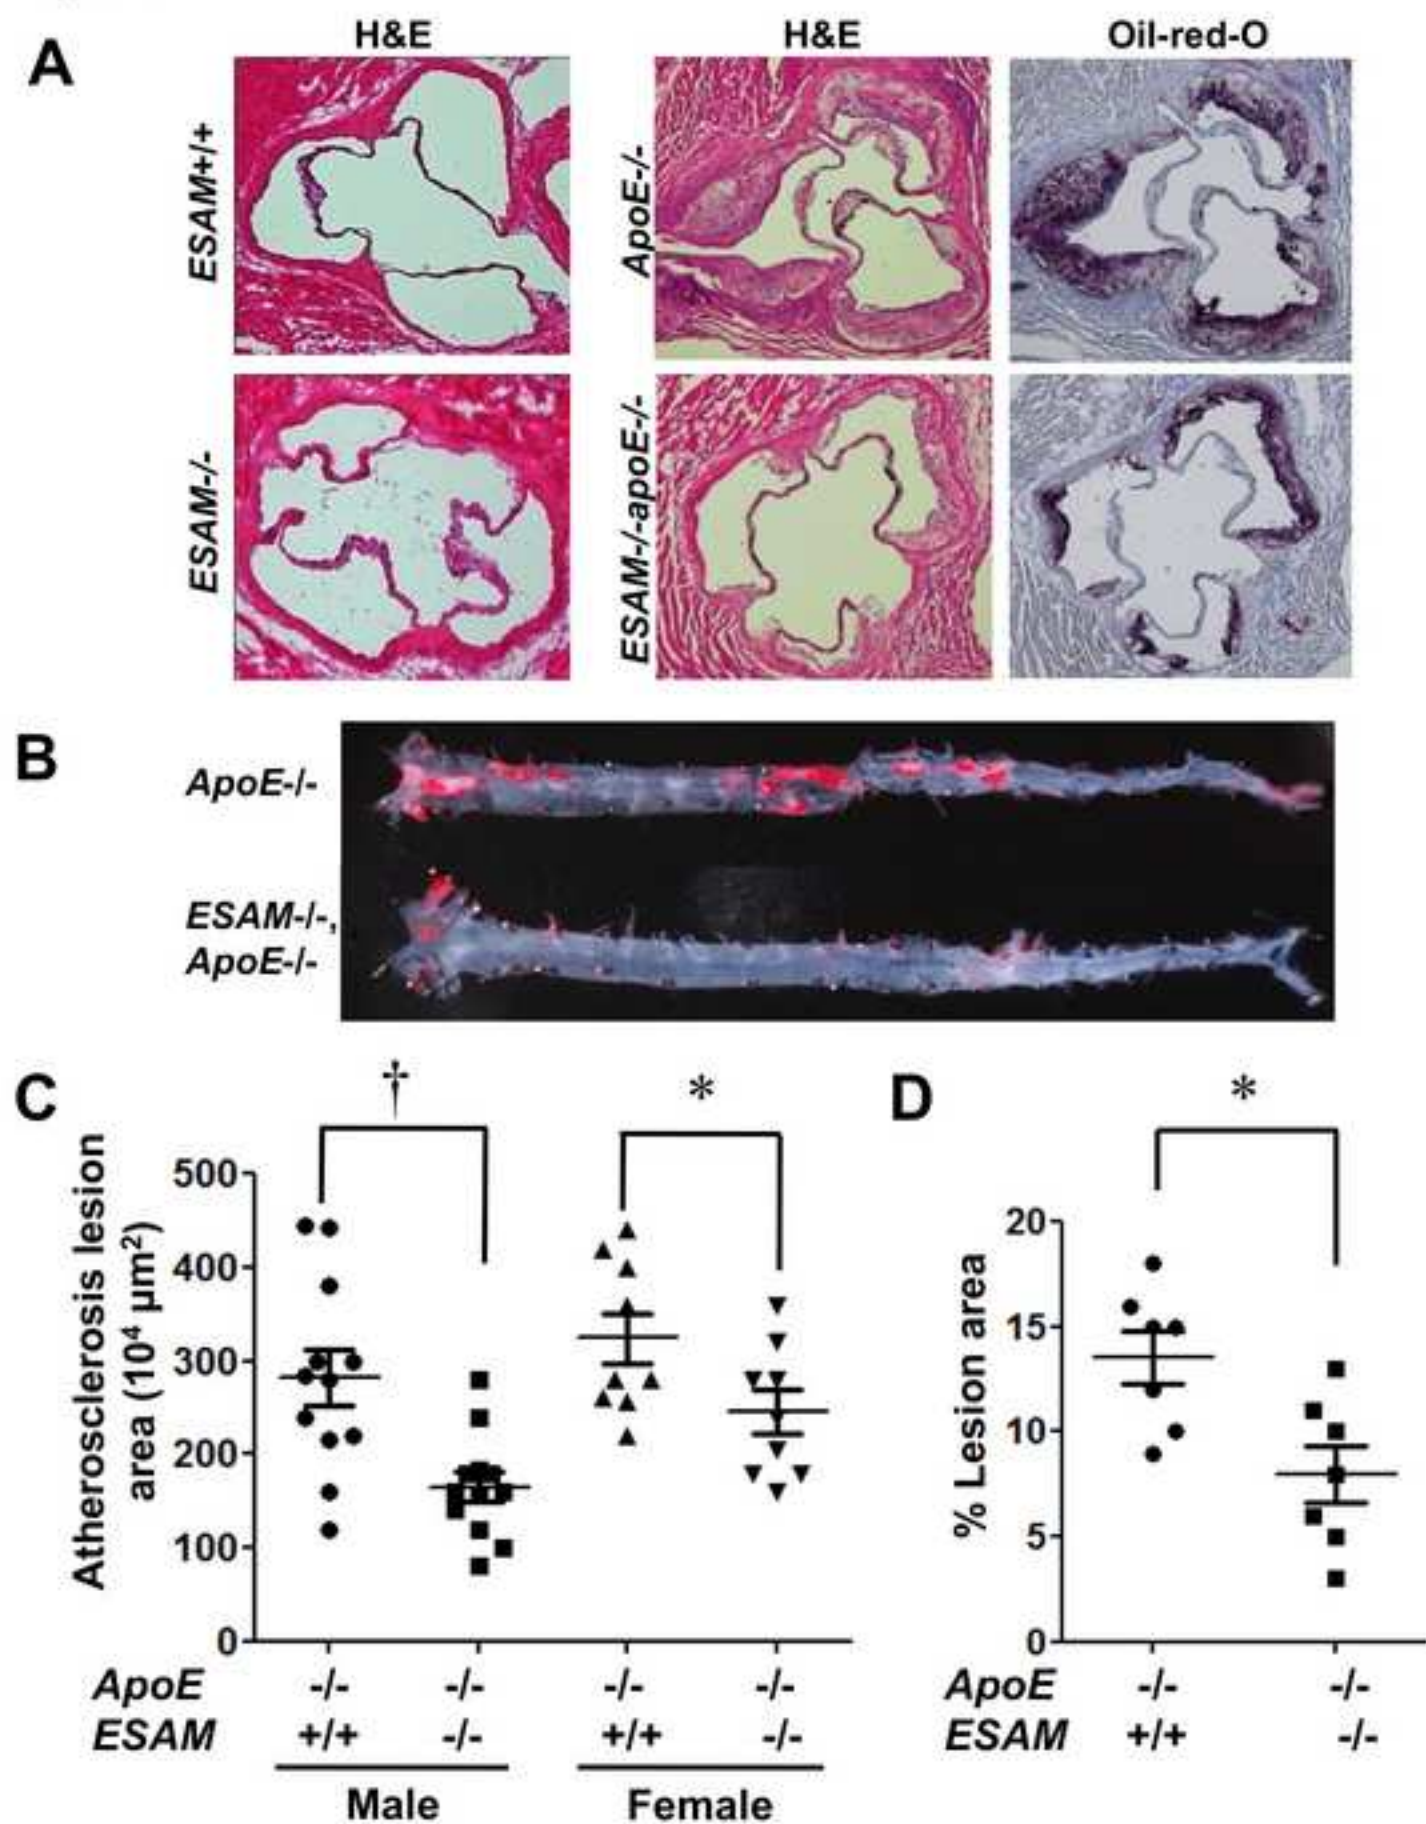 A
H&E
H&E
Oil-red-O
ESAM+/+
ApoE-/-
ESAM-/-
ESAM-/-apoE-/-
B
ApoE-/-
ESAM-/-,
ApoE-/-
C
†
*
Atherosclerosis lesion
area (10⁴ µm²)
500
400
300
200
100
0
ApoE -/- -/- -/- -/-
ESAM +/+ -/- +/+ -/-
Male Female
D
*
% Lesion area
20
15
10
5
0
ApoE -/- -/-
ESAM +/+ -/-